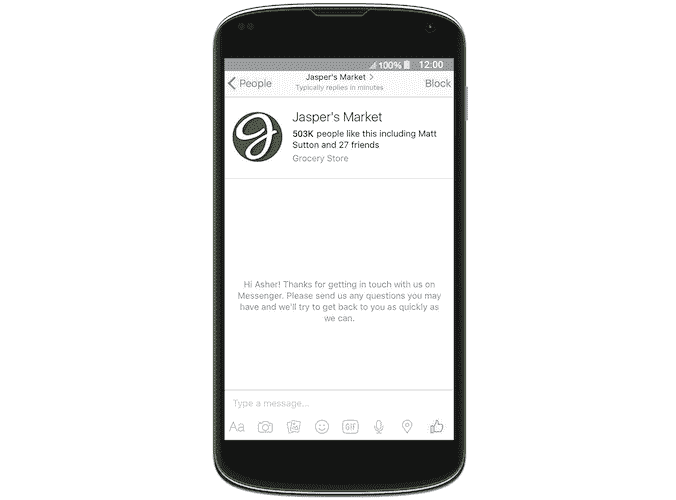 100% 12:00
People Jasper's Market Block
Typically replies in minutes
Jasper's Market
503K people like this including Matt
Sutton and 27 friends
Grocery Store
Hi Asher! Thanks for getting in touch with us on
Messenger. Please send us any questions you may
have and we'll try to get back to you as quickly as
we can.
Type a message...
Aa GIF